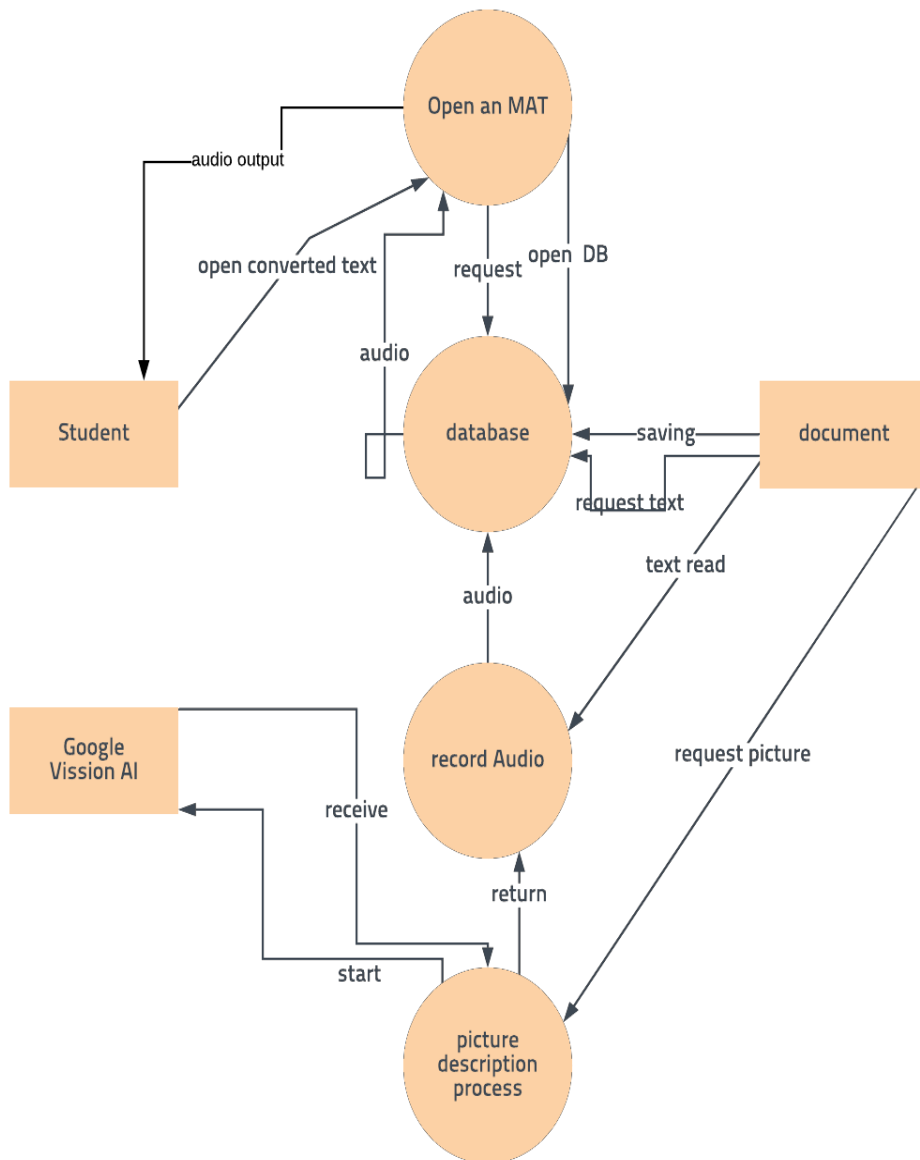 Open an MAT
audio output
open converted text
request
open DB
audio
Student
database
saving
document
request text
text read
audio
Google
Vission AI
record Audio
request picture
receive
return
start
picture
description
process